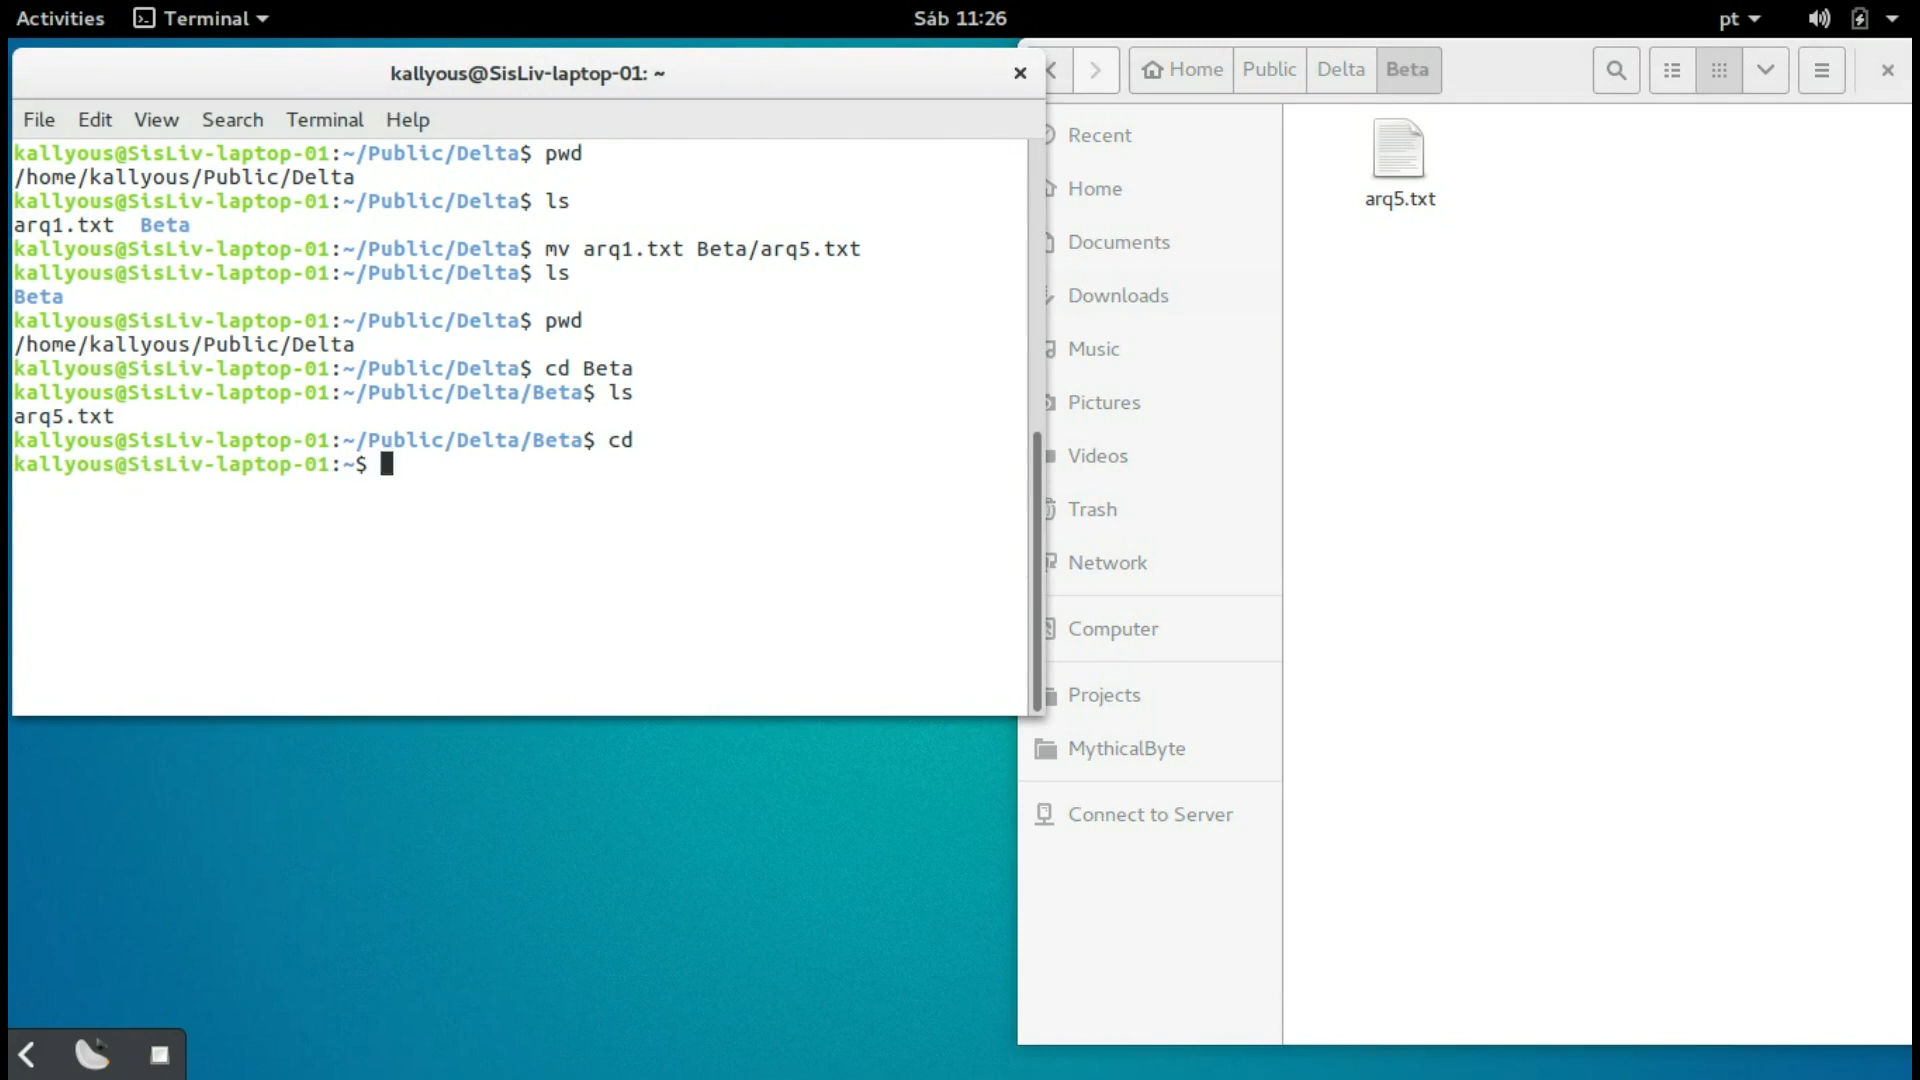 Activities Terminal Sáb 11:26 pt
kallyous@SisLiv-laptop-01: ~
File Edit View Search Terminal Help
kallyous@SisLiv-laptop-01:~/Public/Delta$ pwd
/home/kallyous/Public/Delta
kallyous@SisLiv-laptop-01:~/Public/Delta$ ls
arq1.txt Beta
kallyous@SisLiv-laptop-01:~/Public/Delta$ mv arq1.txt Beta/arq5.txt
kallyous@SisLiv-laptop-01:~/Public/Delta$ ls
Beta
kallyous@SisLiv-laptop-01:~/Public/Delta$ pwd
/home/kallyous/Public/Delta
kallyous@SisLiv-laptop-01:~/Public/Delta$ cd Beta
kallyous@SisLiv-laptop-01:~/Public/Delta/Beta$ ls
arq5.txt
kallyous@SisLiv-laptop-01:~/Public/Delta/Beta$ cd
kallyous@SisLiv-laptop-01:~$
Home Public Delta Beta
Recent
Home
Documents
Downloads
Music
Pictures
Videos
Trash
Network
Computer
Projects
MythicalByte
Connect to Server
arq5.txt